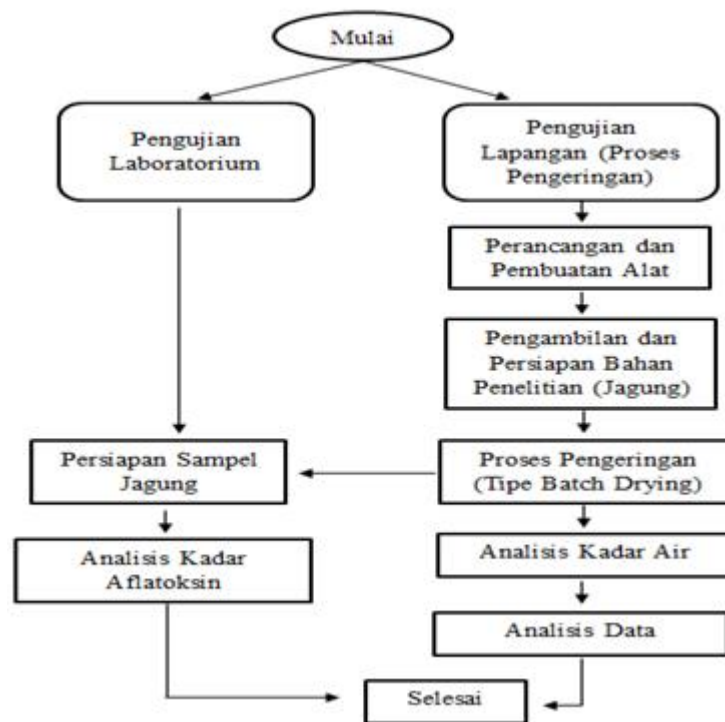 Mulai
Pengujian
Laboratorium
Pengujian
Lapangan (Proses
Pengeringan)
Perancangan dan
Pembuatan Alat
Pengambilan dan
Persiapan Bahan
Penelitian (Jagung)
Persiapan Sampel
Jagung
Proses Pengeringan
(Tipe Batch Drying)
Analisis Kadar
Aflatoksin
Analisis Kadar Air
Analisis Data
Selesai